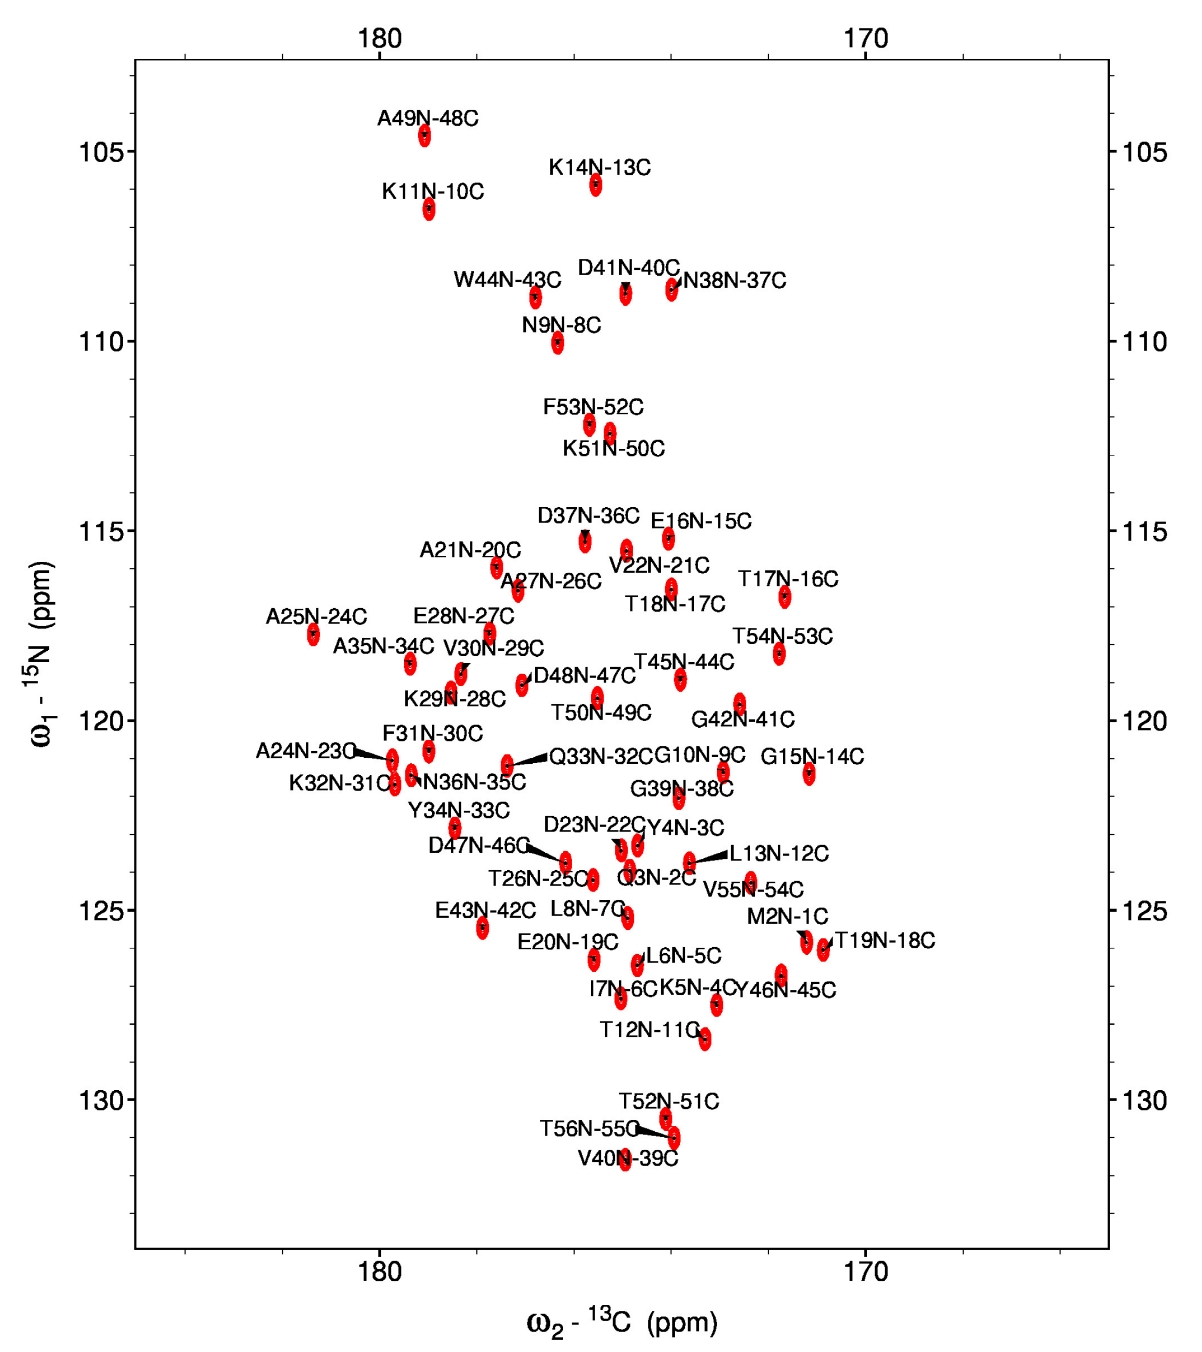 180 170
A49N-48C
105 105
K14N-13C
K11N-10C
D41N-40C
W44N-43C N38N-37C
N9N-8C
110 110
F53N-52C
K51N-50C
D37N-36C E16N-15C
115 115
A21N-20C
V22N-21C
A27N-26C T17N-16C
T18N-17C
A25N-24C E28N-27C
T54N-53C
A35N-34C V30N-29C
T45N-44C
D48N-47C
K29N-28C
T50N-49C G42N-41C
120 120
F31N-30C
A24N-23C Q33N-32C G10N-9C G15N-14C
K32N-31C N36N-35C
G39N-38C
Y34N-33C
D23N-22C Y4N-3C
D47N-46C L13N-12C
T26N-25C Q3N-2C
V55N-54C
E43N-42C L8N-7C
125 125
M2N-1C
E20N-19C T19N-18C
L6N-5C
I7N-6C K5N-4C Y46N-45C
T12N-11C
130 130
T52N-51C
T56N-55C
V40N-39C
180 170
ω1 - 15N (ppm)
ω2 - 13C (ppm)